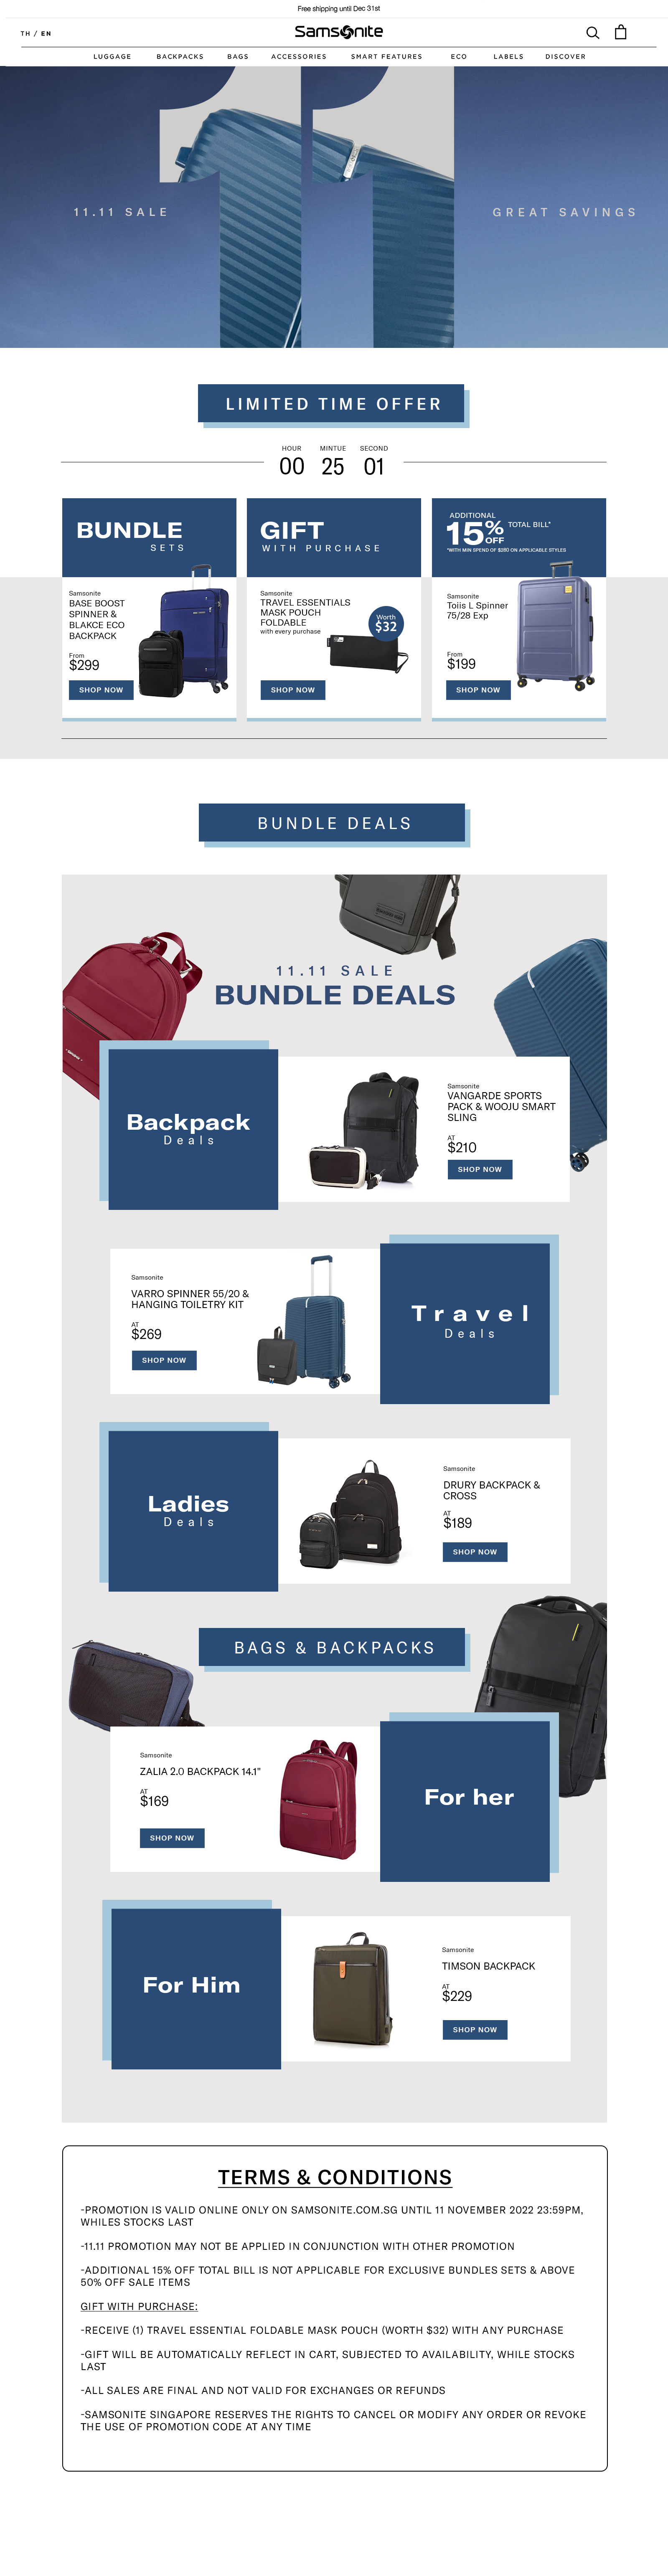 Free shipping until Dec 31st
TH / EN
Samsonite
LUGGAGE BACKPACKS BAGS ACCESSORIES SMART FEATURES ECO LABELS DISCOVER
11
11.11 SALE
GREAT SAVINGS
LIMITED TIME OFFER
HOUR MINTUE SECOND
00 25 01
BUNDLE
SETS
Samsonite
BASE BOOST
SPINNER &
BLAKCE ECO
BACKPACK
From
$299
SHOP NOW
GIFT
WITH PURCHASE
Samsonite
TRAVEL ESSENTIALS
MASK POUCH
FOLDABLE
with every purchase
Worth
$32
SHOP NOW
ADDITIONAL
15% OFF TOTAL BILL*
*WITH MIN SPEND OF $280 ON APPLICABLE STYLES
Samsonite
Toiis L Spinner
75/28 Exp
From
$199
SHOP NOW
BUNDLE DEALS
11.11 SALE
BUNDLE DEALS
Backpack
Deals
Samsonite
VANGARDE SPORTS
PACK & WOOJU SMART
SLING
AT
$210
SHOP NOW
Samsonite
VARRO SPINNER 55/20 &
HANGING TOILETRY KIT
AT
$269
SHOP NOW
Travel
Deals
Ladies
Deals
Samsonite
DRURY BACKPACK &
CROSS
AT
$189
SHOP NOW
BAGS & BACKPACKS
Samsonite
ZALIA 2.0 BACKPACK 14.1"
AT
$169
SHOP NOW
For her
For Him
Samsonite
TIMSON BACKPACK
AT
$229
SHOP NOW
TERMS & CONDITIONS
-PROMOTION IS VALID ONLINE ONLY ON SAMSONITE.COM.SG UNTIL 11 NOVEMBER 2022 23:59PM,
WHILES STOCKS LAST
-11.11 PROMOTION MAY NOT BE APPLIED IN CONJUNCTION WITH OTHER PROMOTION
-ADDITIONAL 15% OFF TOTAL BILL IS NOT APPLICABLE FOR EXCLUSIVE BUNDLES SETS & ABOVE
50% OFF SALE ITEMS
GIFT WITH PURCHASE:
-RECEIVE (1) TRAVEL ESSENTIAL FOLDABLE MASK POUCH (WORTH $32) WITH ANY PURCHASE
-GIFT WILL BE AUTOMATICALLY REFLECT IN CART, SUBJECTED TO AVAILABILITY, WHILE STOCKS
LAST
-ALL SALES ARE FINAL AND NOT VALID FOR EXCHANGES OR REFUNDS
-SAMSONITE SINGAPORE RESERVES THE RIGHTS TO CANCEL OR MODIFY ANY ORDER OR REVOKE
THE USE OF PROMOTION CODE AT ANY TIME